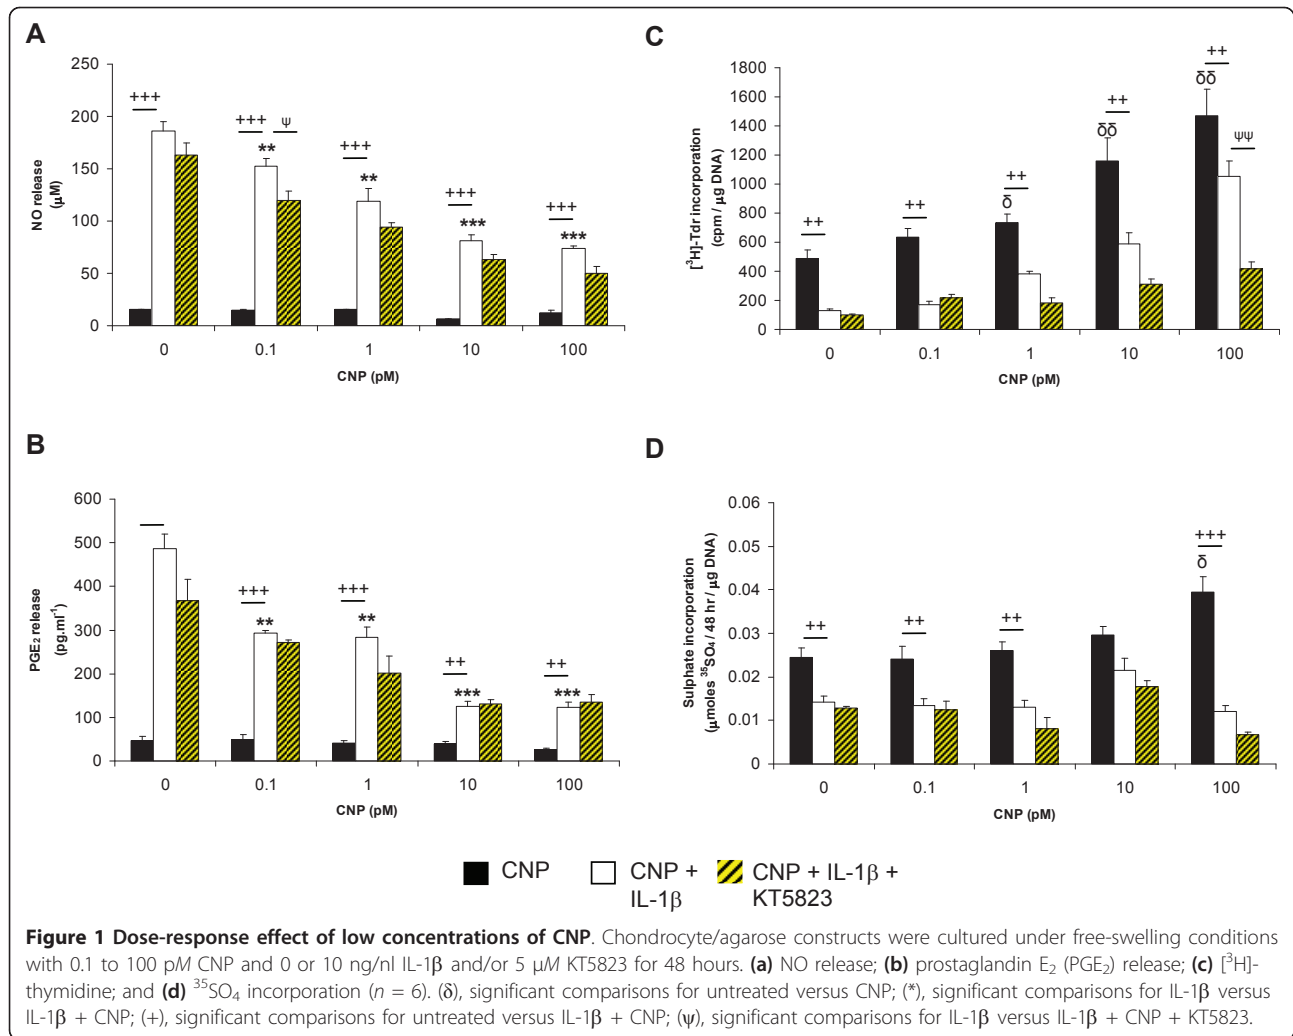 A
250
200
150
100
50
0
NO release
(µM)
+++
+++ ψ
**
+++
**
+++
***
+++
***
0 0.1 1 10 100
CNP (pM)
C
1800
1600
1400
1200
1000
800
600
400
200
0
[³H]-Tdr incorporation
(cpm / µg DNA)
++
++
++
δ
++
δδ
++
δδ
ψψ
0 0.1 1 10 100
CNP (pM)
B
600
500
400
300
200
100
0
PGE₂ release
(pg.ml⁻¹)
+++
**
+++
**
++
***
++
***
0 0.1 1 10 100
CNP (pM)
D
0.06
0.05
0.04
0.03
0.02
0.01
0
Sulphate incorporation
(µmoles ³⁵SO₄ / 48 hr / µg DNA)
++
++
++
+++
δ
0 0.1 1 10 100
CNP (pM)
CNP
CNP +
IL-1β
CNP + IL-1β +
KT5823
Figure 1 Dose-response effect of low concentrations of CNP. Chondrocyte/agarose constructs were cultured under free-swelling conditions
with 0.1 to 100 pM CNP and 0 or 10 ng/nl IL-1β and/or 5 µM KT5823 for 48 hours. (a) NO release; (b) prostaglandin E₂ (PGE₂) release; (c) [³H]-
thymidine; and (d) ³⁵SO₄ incorporation (n = 6). (δ), significant comparisons for untreated versus CNP; (*), significant comparisons for IL-1β versus
IL-1β + CNP; (+), significant comparisons for untreated versus IL-1β + CNP; (ψ), significant comparisons for IL-1β versus IL-1β + CNP + KT5823.